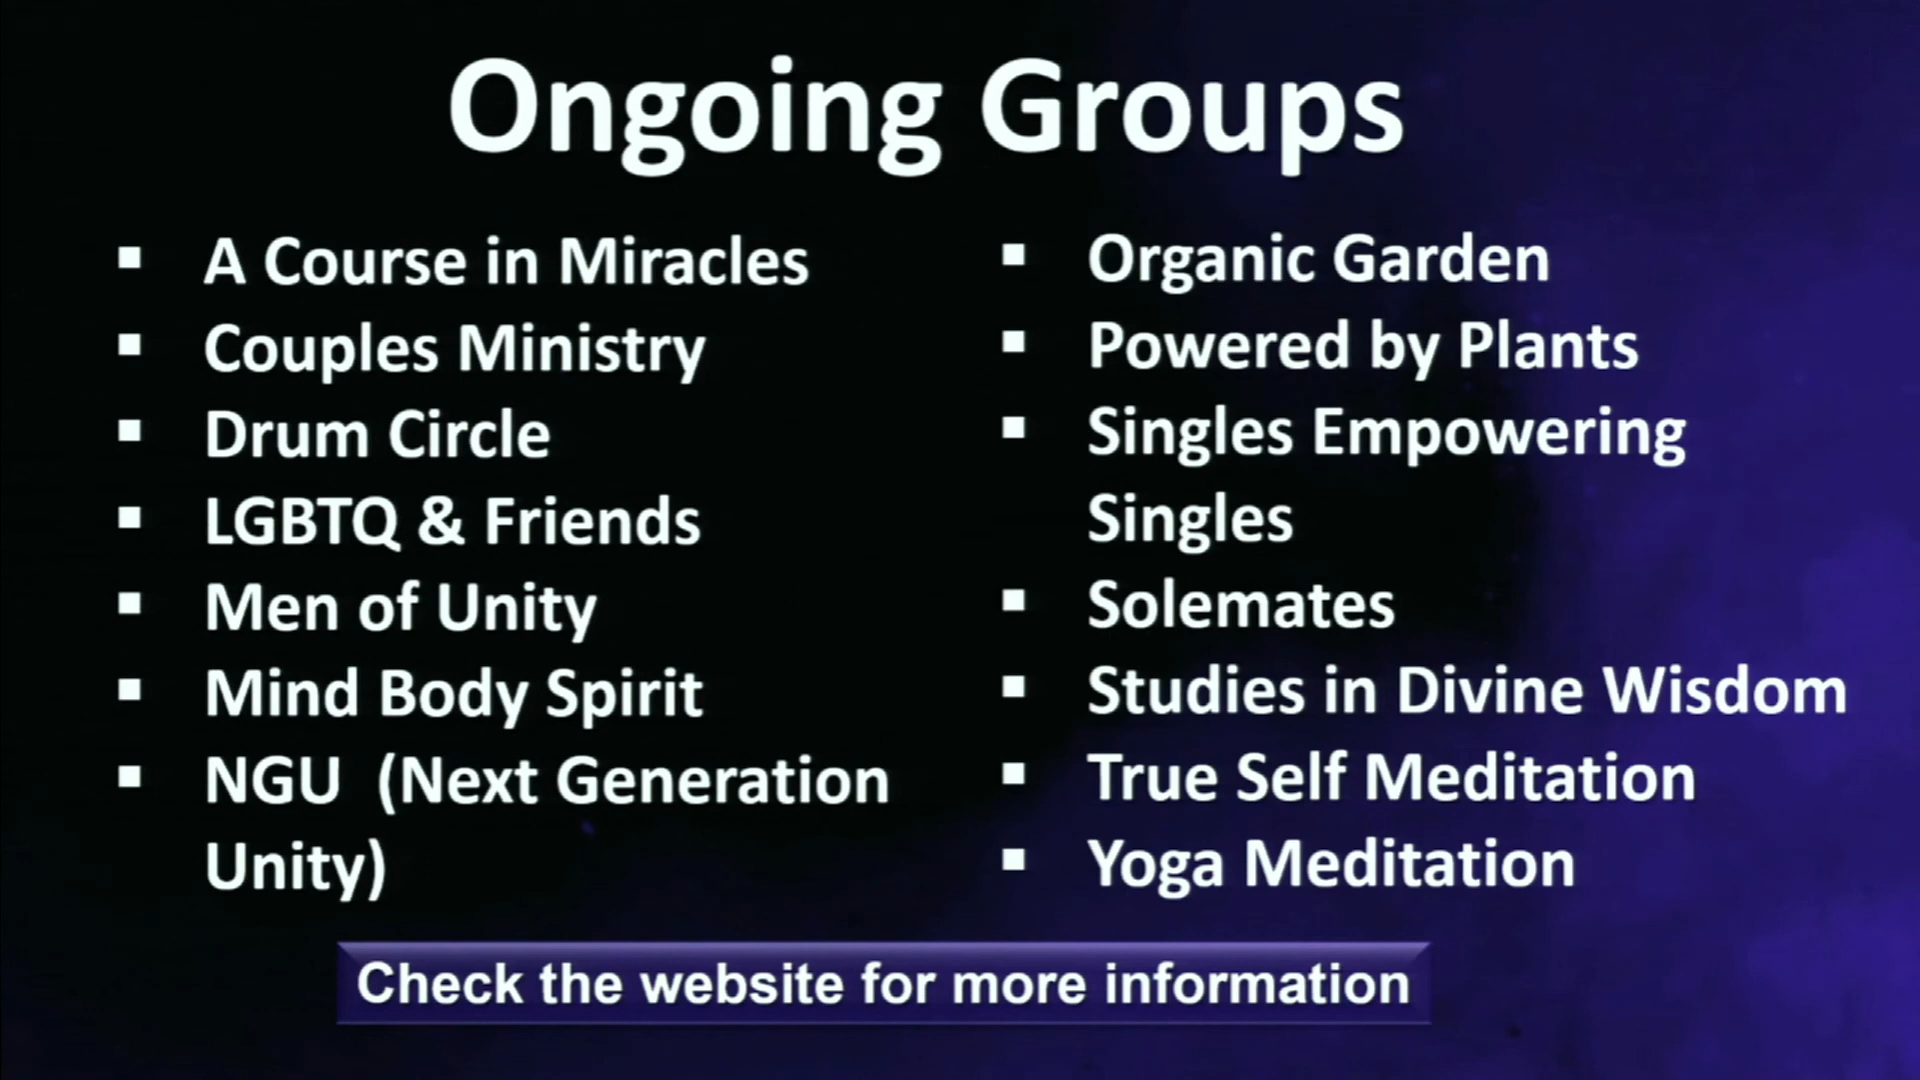 Ongoing Groups
▪ A Course in Miracles
▪ Couples Ministry
▪ Drum Circle
▪ LGBTQ & Friends
▪ Men of Unity
▪ Mind Body Spirit
▪ NGU  (Next Generation
Unity)
▪ Organic Garden
▪ Powered by Plants
▪ Singles Empowering
Singles
▪ Solemates
▪ Studies in Divine Wisdom
▪ True Self Meditation
▪ Yoga Meditation
Check the website for more information